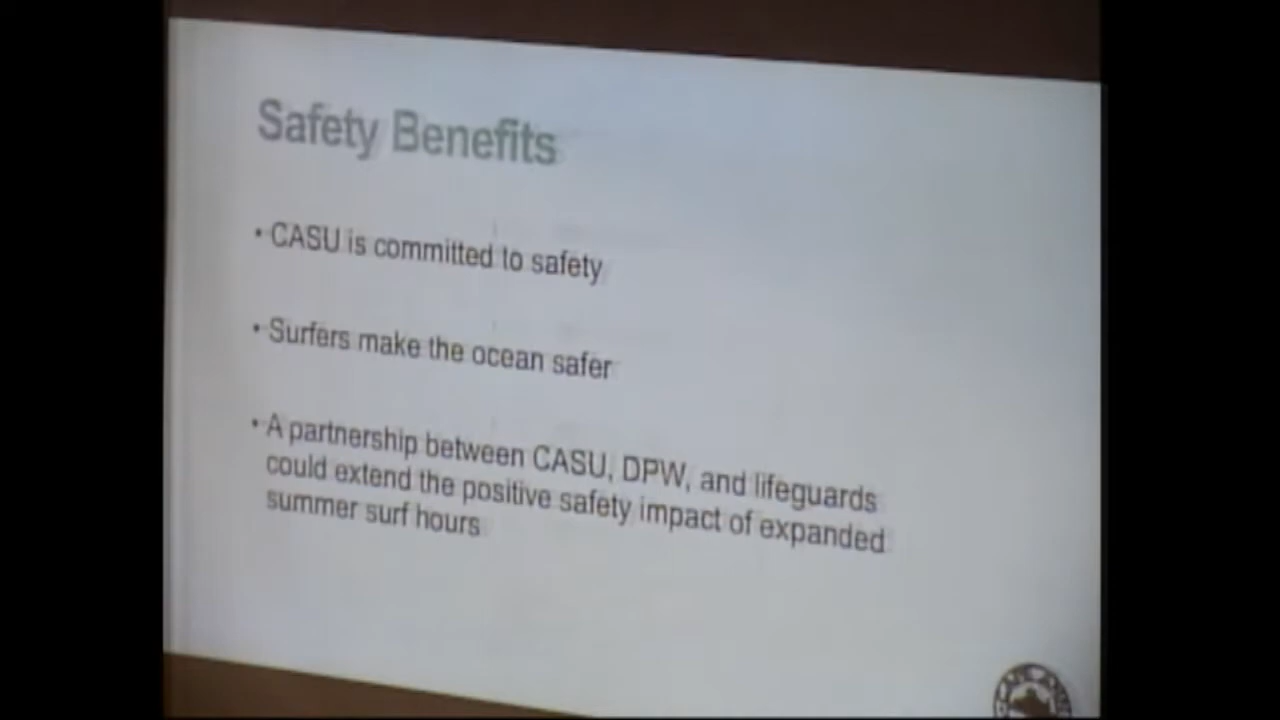 Safety Benefits
• CASU is committed to safety
• Surfers make the ocean safer
• A partnership between CASU, DPW, and lifeguards
could extend the positive safety impact of expanded
summer surf hours